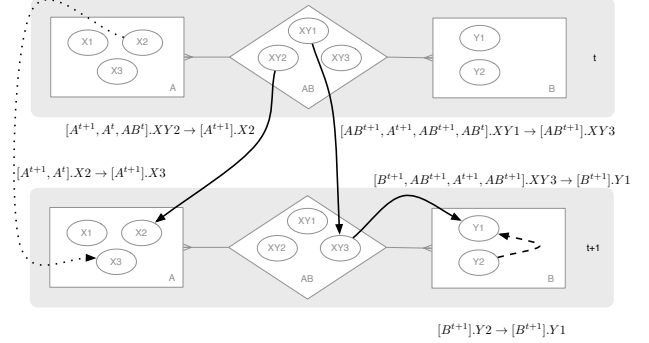 X1 X2 XY1 Y1
XY2 XY3 t
X3 Y2
A AB B
[A^{t+1}, A^t, AB^t].XY2 → [A^{t+1}].X2 [AB^{t+1}, A^{t+1}, AB^{t+1}, AB^t].XY1 → [AB^{t+1}].XY3
[A^{t+1}, A^t].X2 → [A^{t+1}].X3 [B^{t+1}, AB^{t+1}, A^{t+1}, AB^{t+1}].XY3 → [B^{t+1}].Y1
XY1 Y1
X1 X2 XY2 XY3 t+1
X3 Y2
A AB B
[B^{t+1}].Y2 → [B^{t+1}].Y1